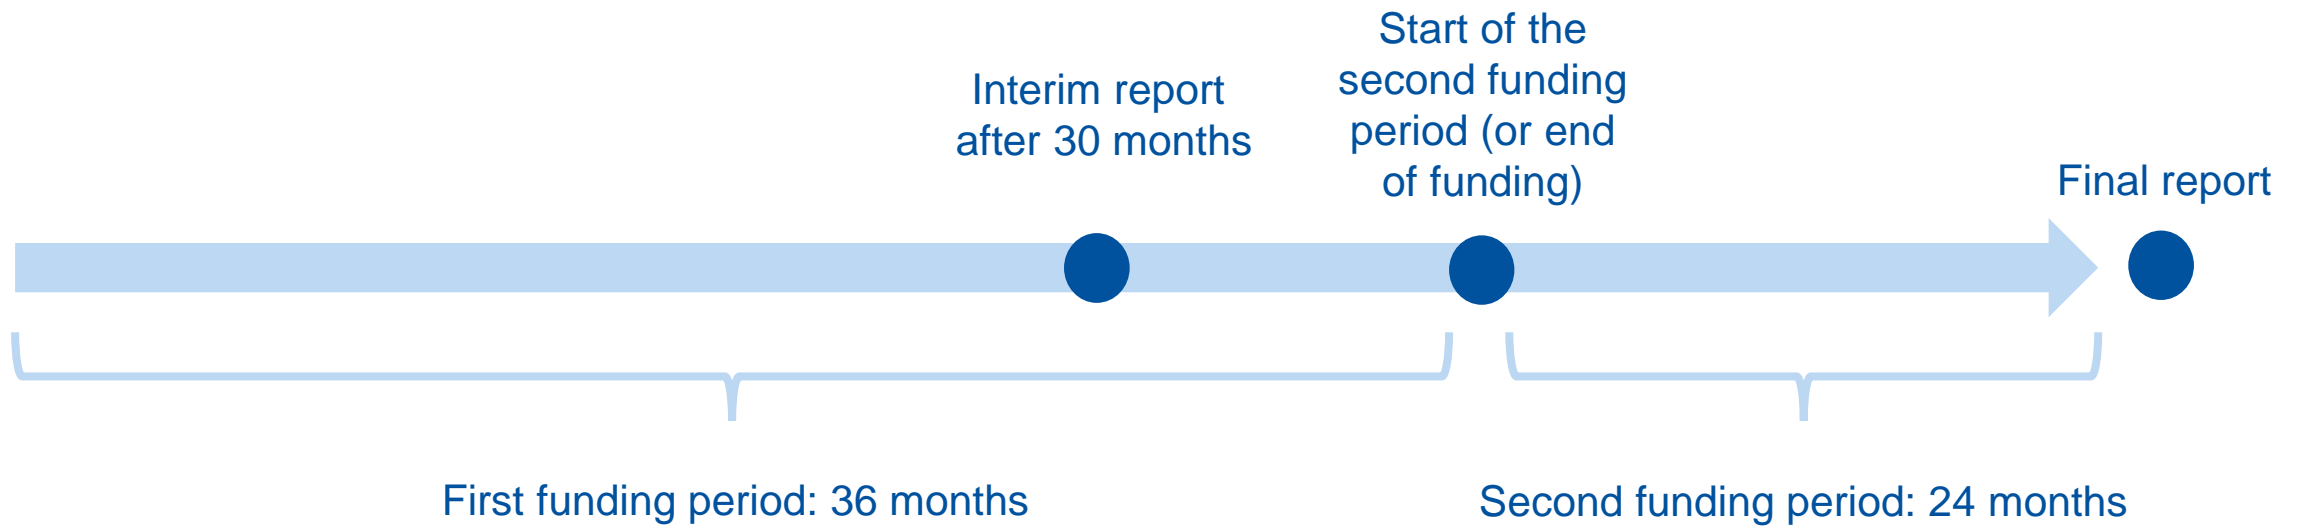 Interim report
after 30 months
Start of the
second funding
period (or end
of funding)
Final report
First funding period: 36 months
Second funding period: 24 months